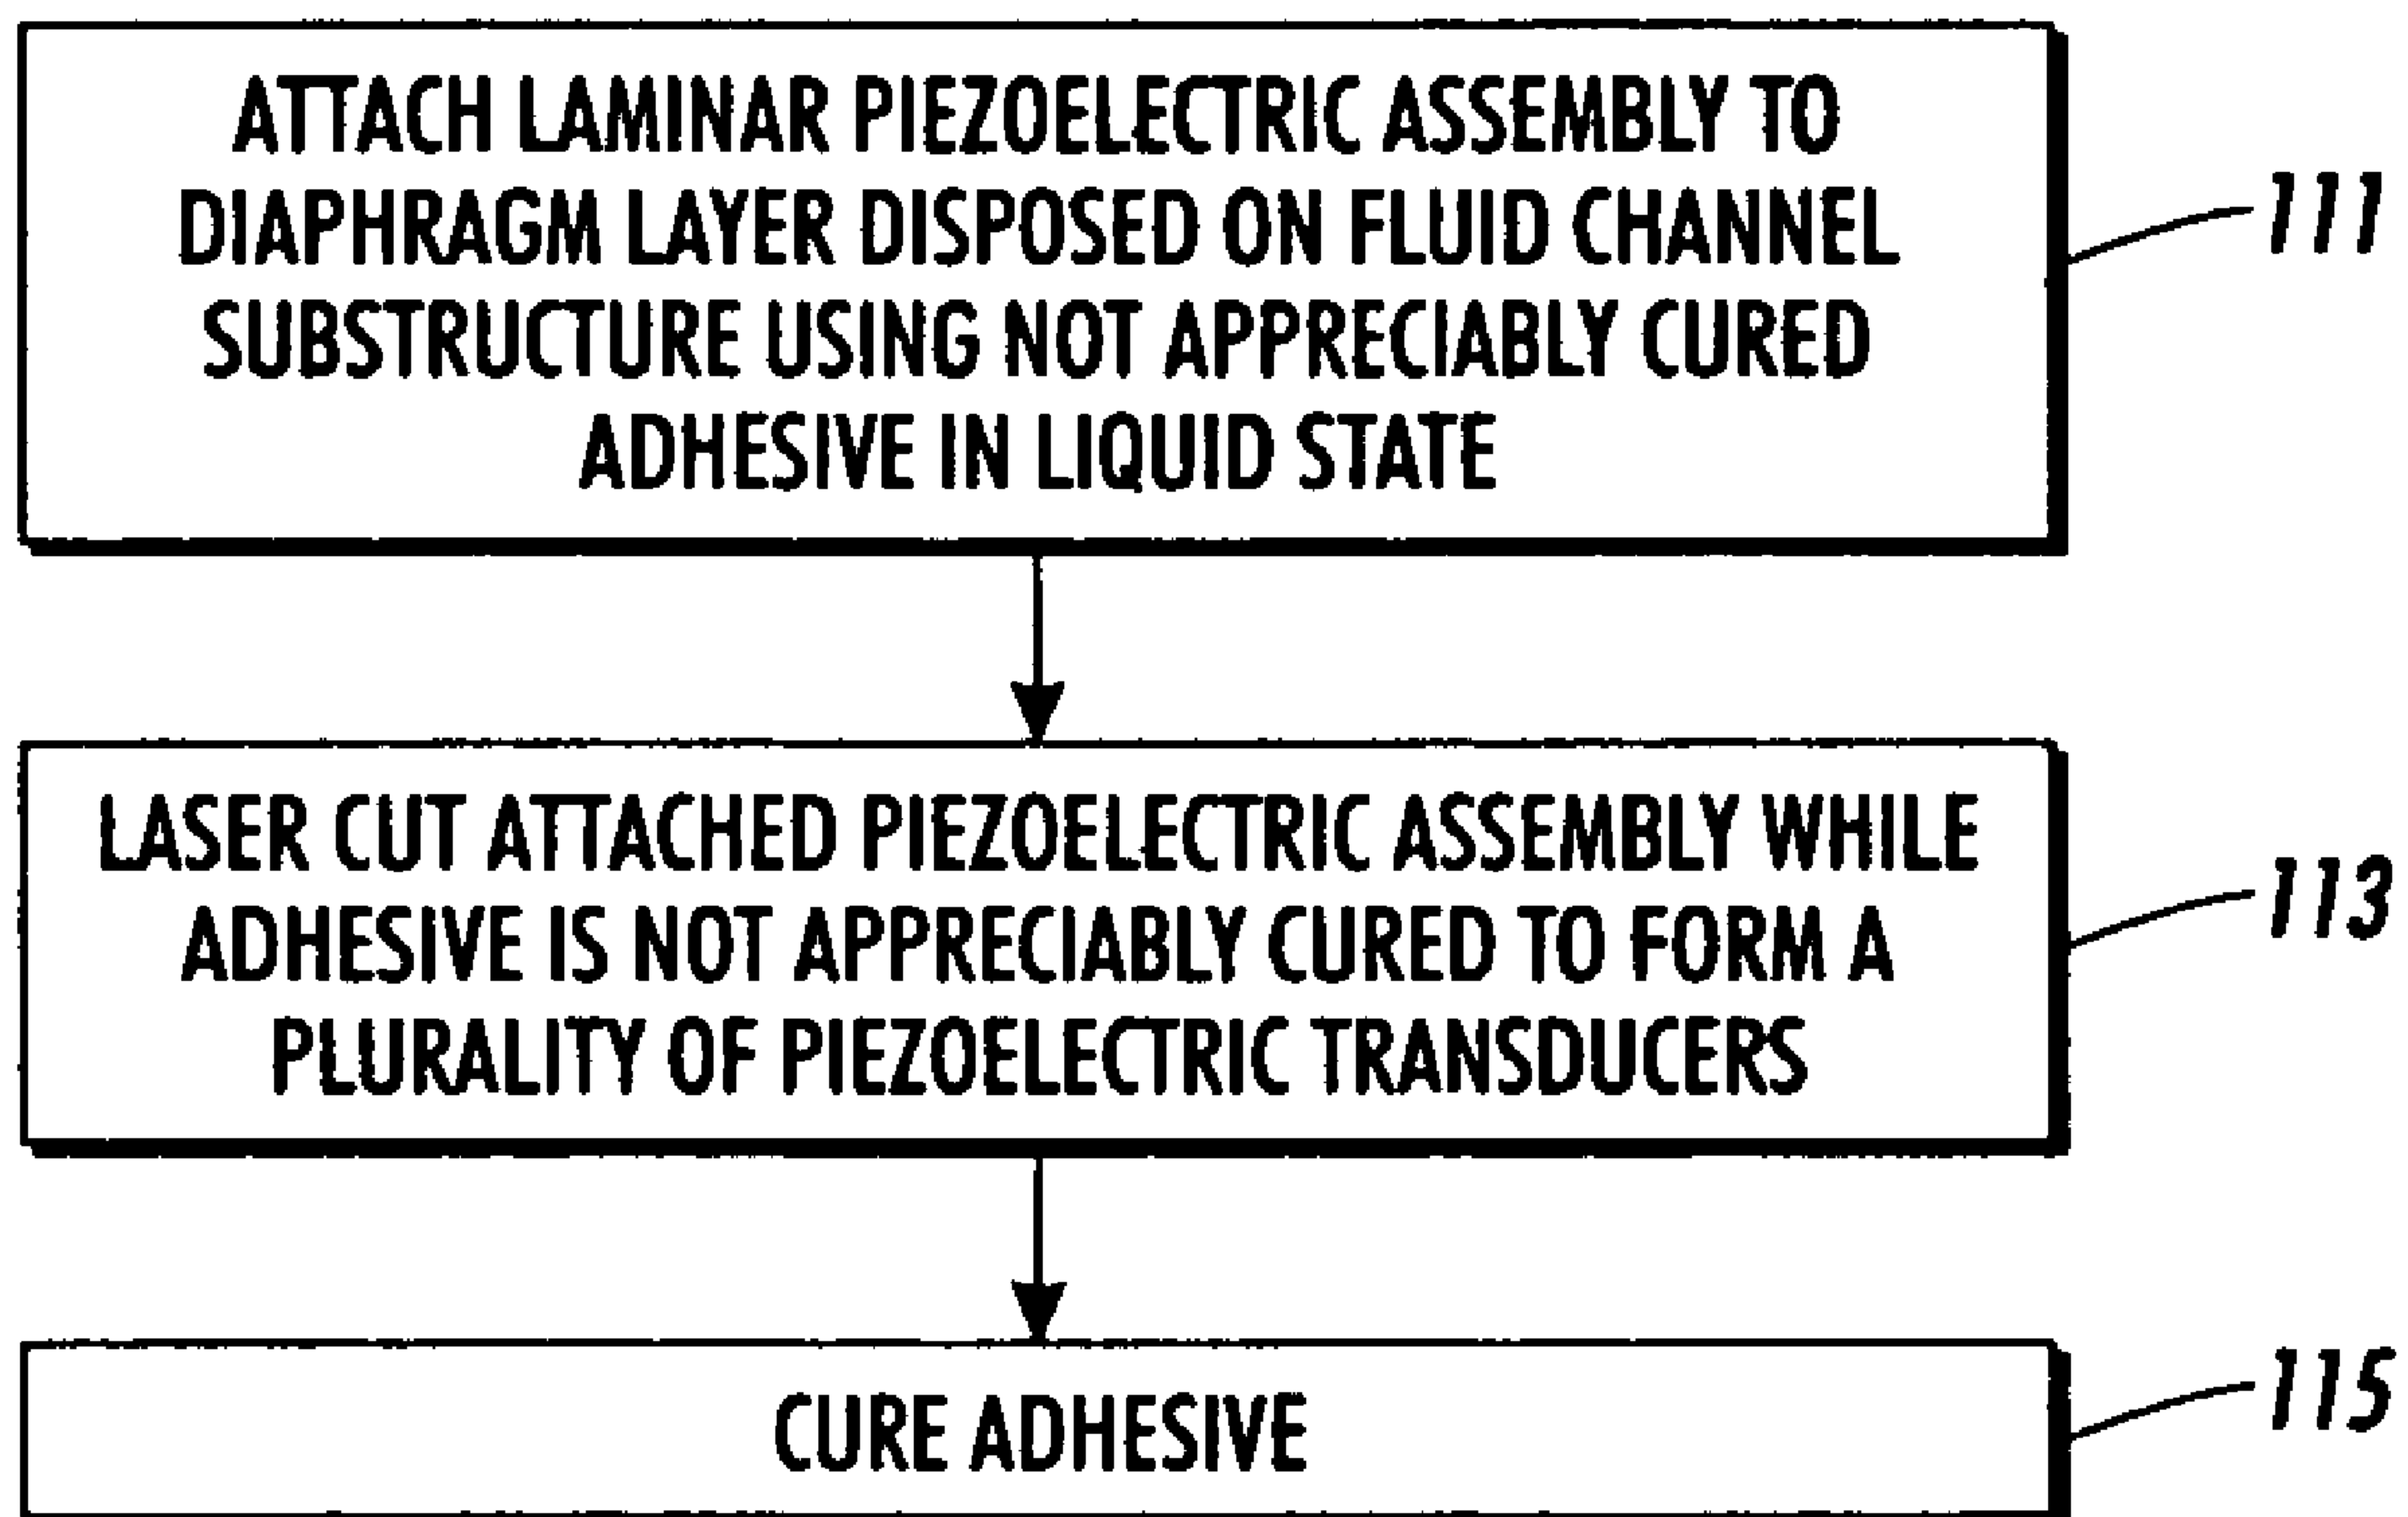 ATTACH LAMINAR PIEZOELECTRIC ASSEMBLY TO
DIAPHRAGM LAYER DISPOSED ON FLUID CHANNEL
SUBSTRUCTURE USING NOT APPRECIABLY CURED
ADHESIVE IN LIQUID STATE
111
LASER CUT ATTACHED PIEZOELECTRIC ASSEMBLY WHILE
ADHESIVE IS NOT APPRECIABLY CURED TO FORM A
PLURALITY OF PIEZOELECTRIC TRANSDUCERS
113
CURE ADHESIVE
115